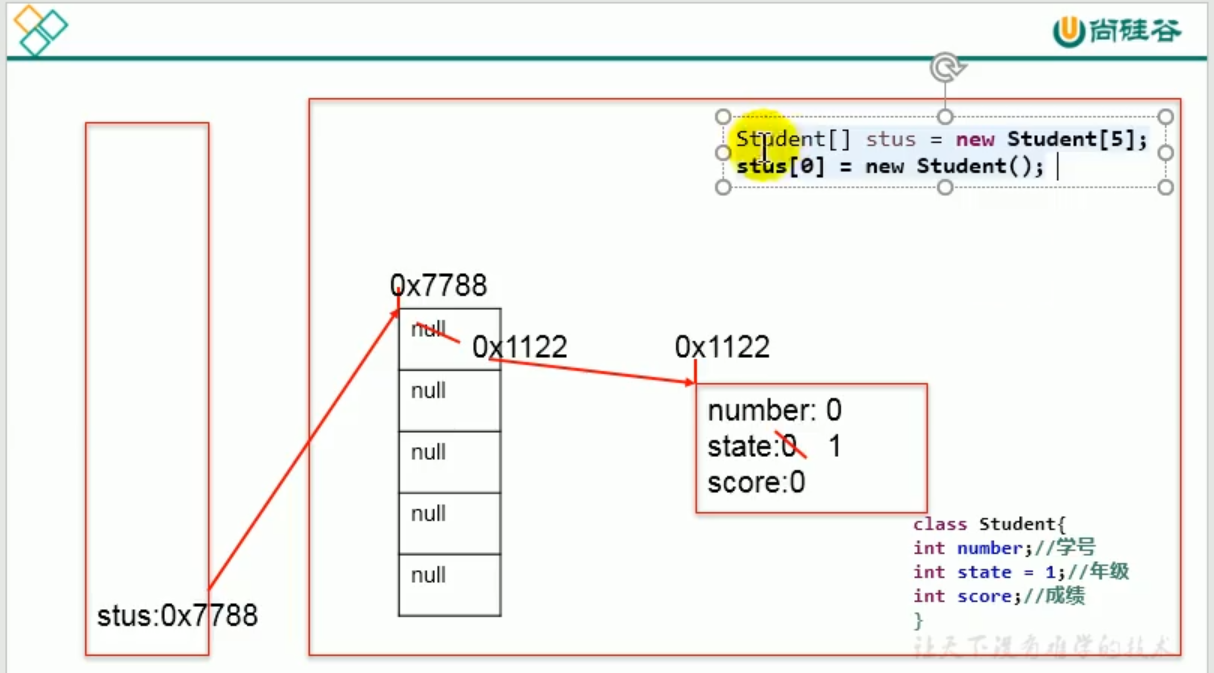 尚硅谷
Student[] stus = new Student[5];
stus[0] = new Student();
0x7788
null
0x1122
0x1122
null
null
null
null
number: 0
state:0 1
score:0
stus:0x7788
class Student{
int number;//学号
int state = 1;//年级
int score;//成绩
}
让天下没有难学的技术